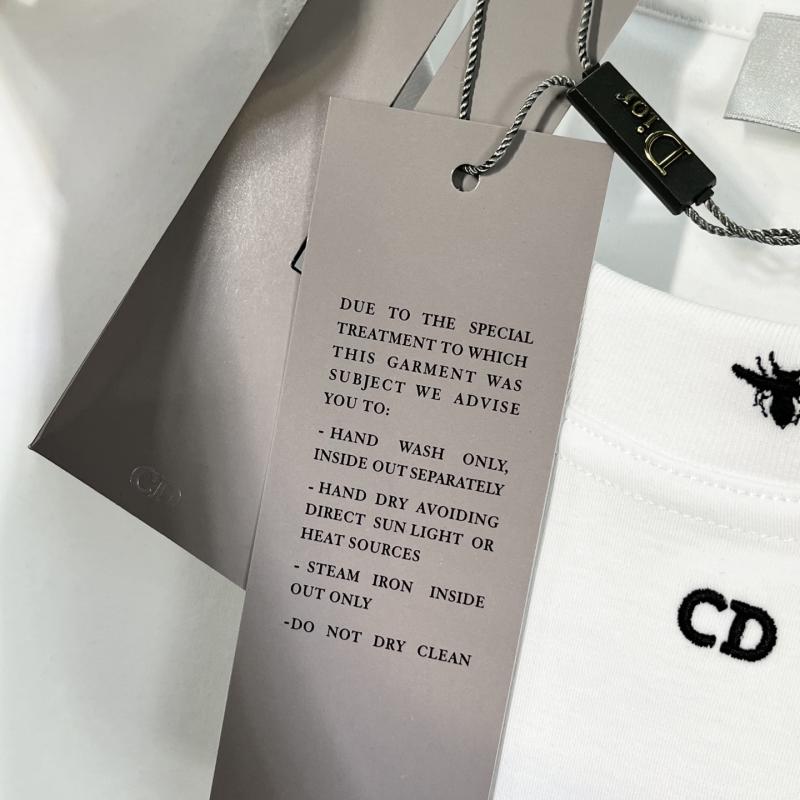 Dior
DUE TO THE SPECIAL
TREATMENT TO WHICH
THIS GARMENT WAS
SUBJECT WE ADVISE
YOU TO:
- HAND WASH ONLY,
INSIDE OUT SEPARATELY
- HAND DRY AVOIDING
DIRECT SUN LIGHT OR
HEAT SOURCES
- STEAM IRON INSIDE
OUT ONLY
-DO NOT DRY CLEAN
CD
CD